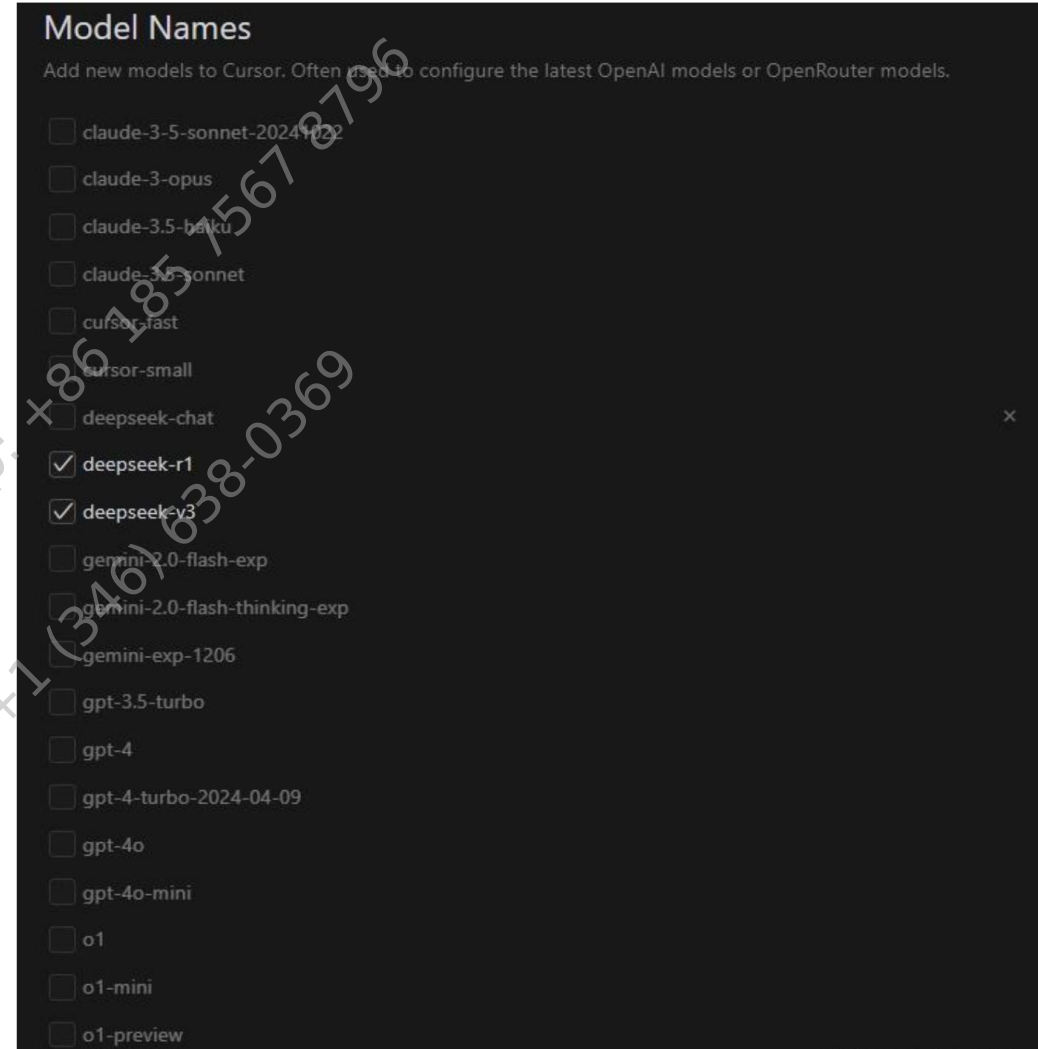 Model Names
Add new models to Cursor. Often used to configure the latest OpenAI models or OpenRouter models.
claude-3-5-sonnet-20241022
claude-3-opus
claude-3.5-haiku
claude-3.5-sonnet
cursor-fast
cursor-small
deepseek-chat
deepseek-r1
deepseek-v3
gemini-2.0-flash-exp
gemini-2.0-flash-thinking-exp
gemini-exp-1206
gpt-3.5-turbo
gpt-4
gpt-4-turbo-2024-04-09
gpt-4o
gpt-4o-mini
o1
o1-mini
o1-preview
+86 185 7567 8796
+1 (346) 638-0369